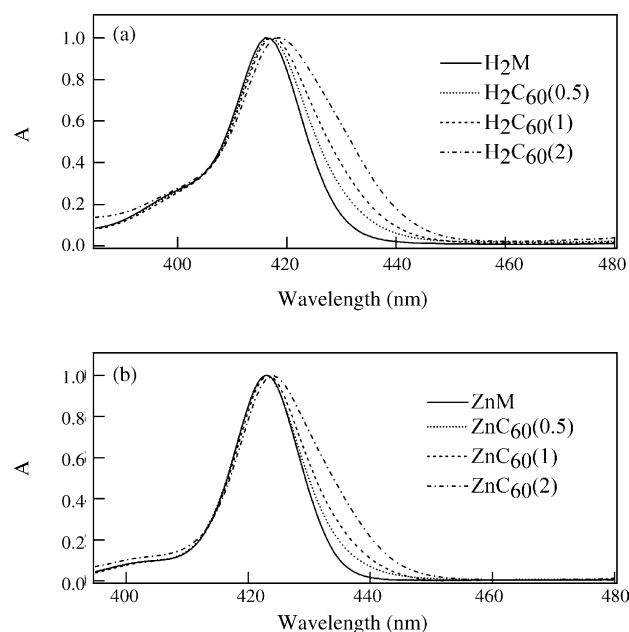 (a)
1.0
0.8
0.6
0.4
0.2
0.0
A
H2M
H2C60(0.5)
H2C60(1)
H2C60(2)
400 420 440 460 480
Wavelength (nm)
(b)
1.0
0.8
0.6
0.4
0.2
0.0
A
ZnM
ZnC60(0.5)
ZnC60(1)
ZnC60(2)
400 420 440 460 480
Wavelength (nm)